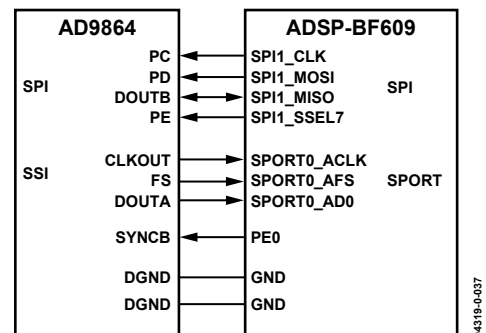 AD9864 ADSP-BF609
PC SPI1_CLK
PD SPI1_MOSI
SPI SPI
DOUTB SPI1_MISO
PE SPI1_SSEL7
CLKOUT SPORT0_ACLK
SSI FS SPORT0_AFS SPORT
DOUTA SPORT0_AD0
SYNCB PE0
DGND GND
DGND GND
4319-0-037